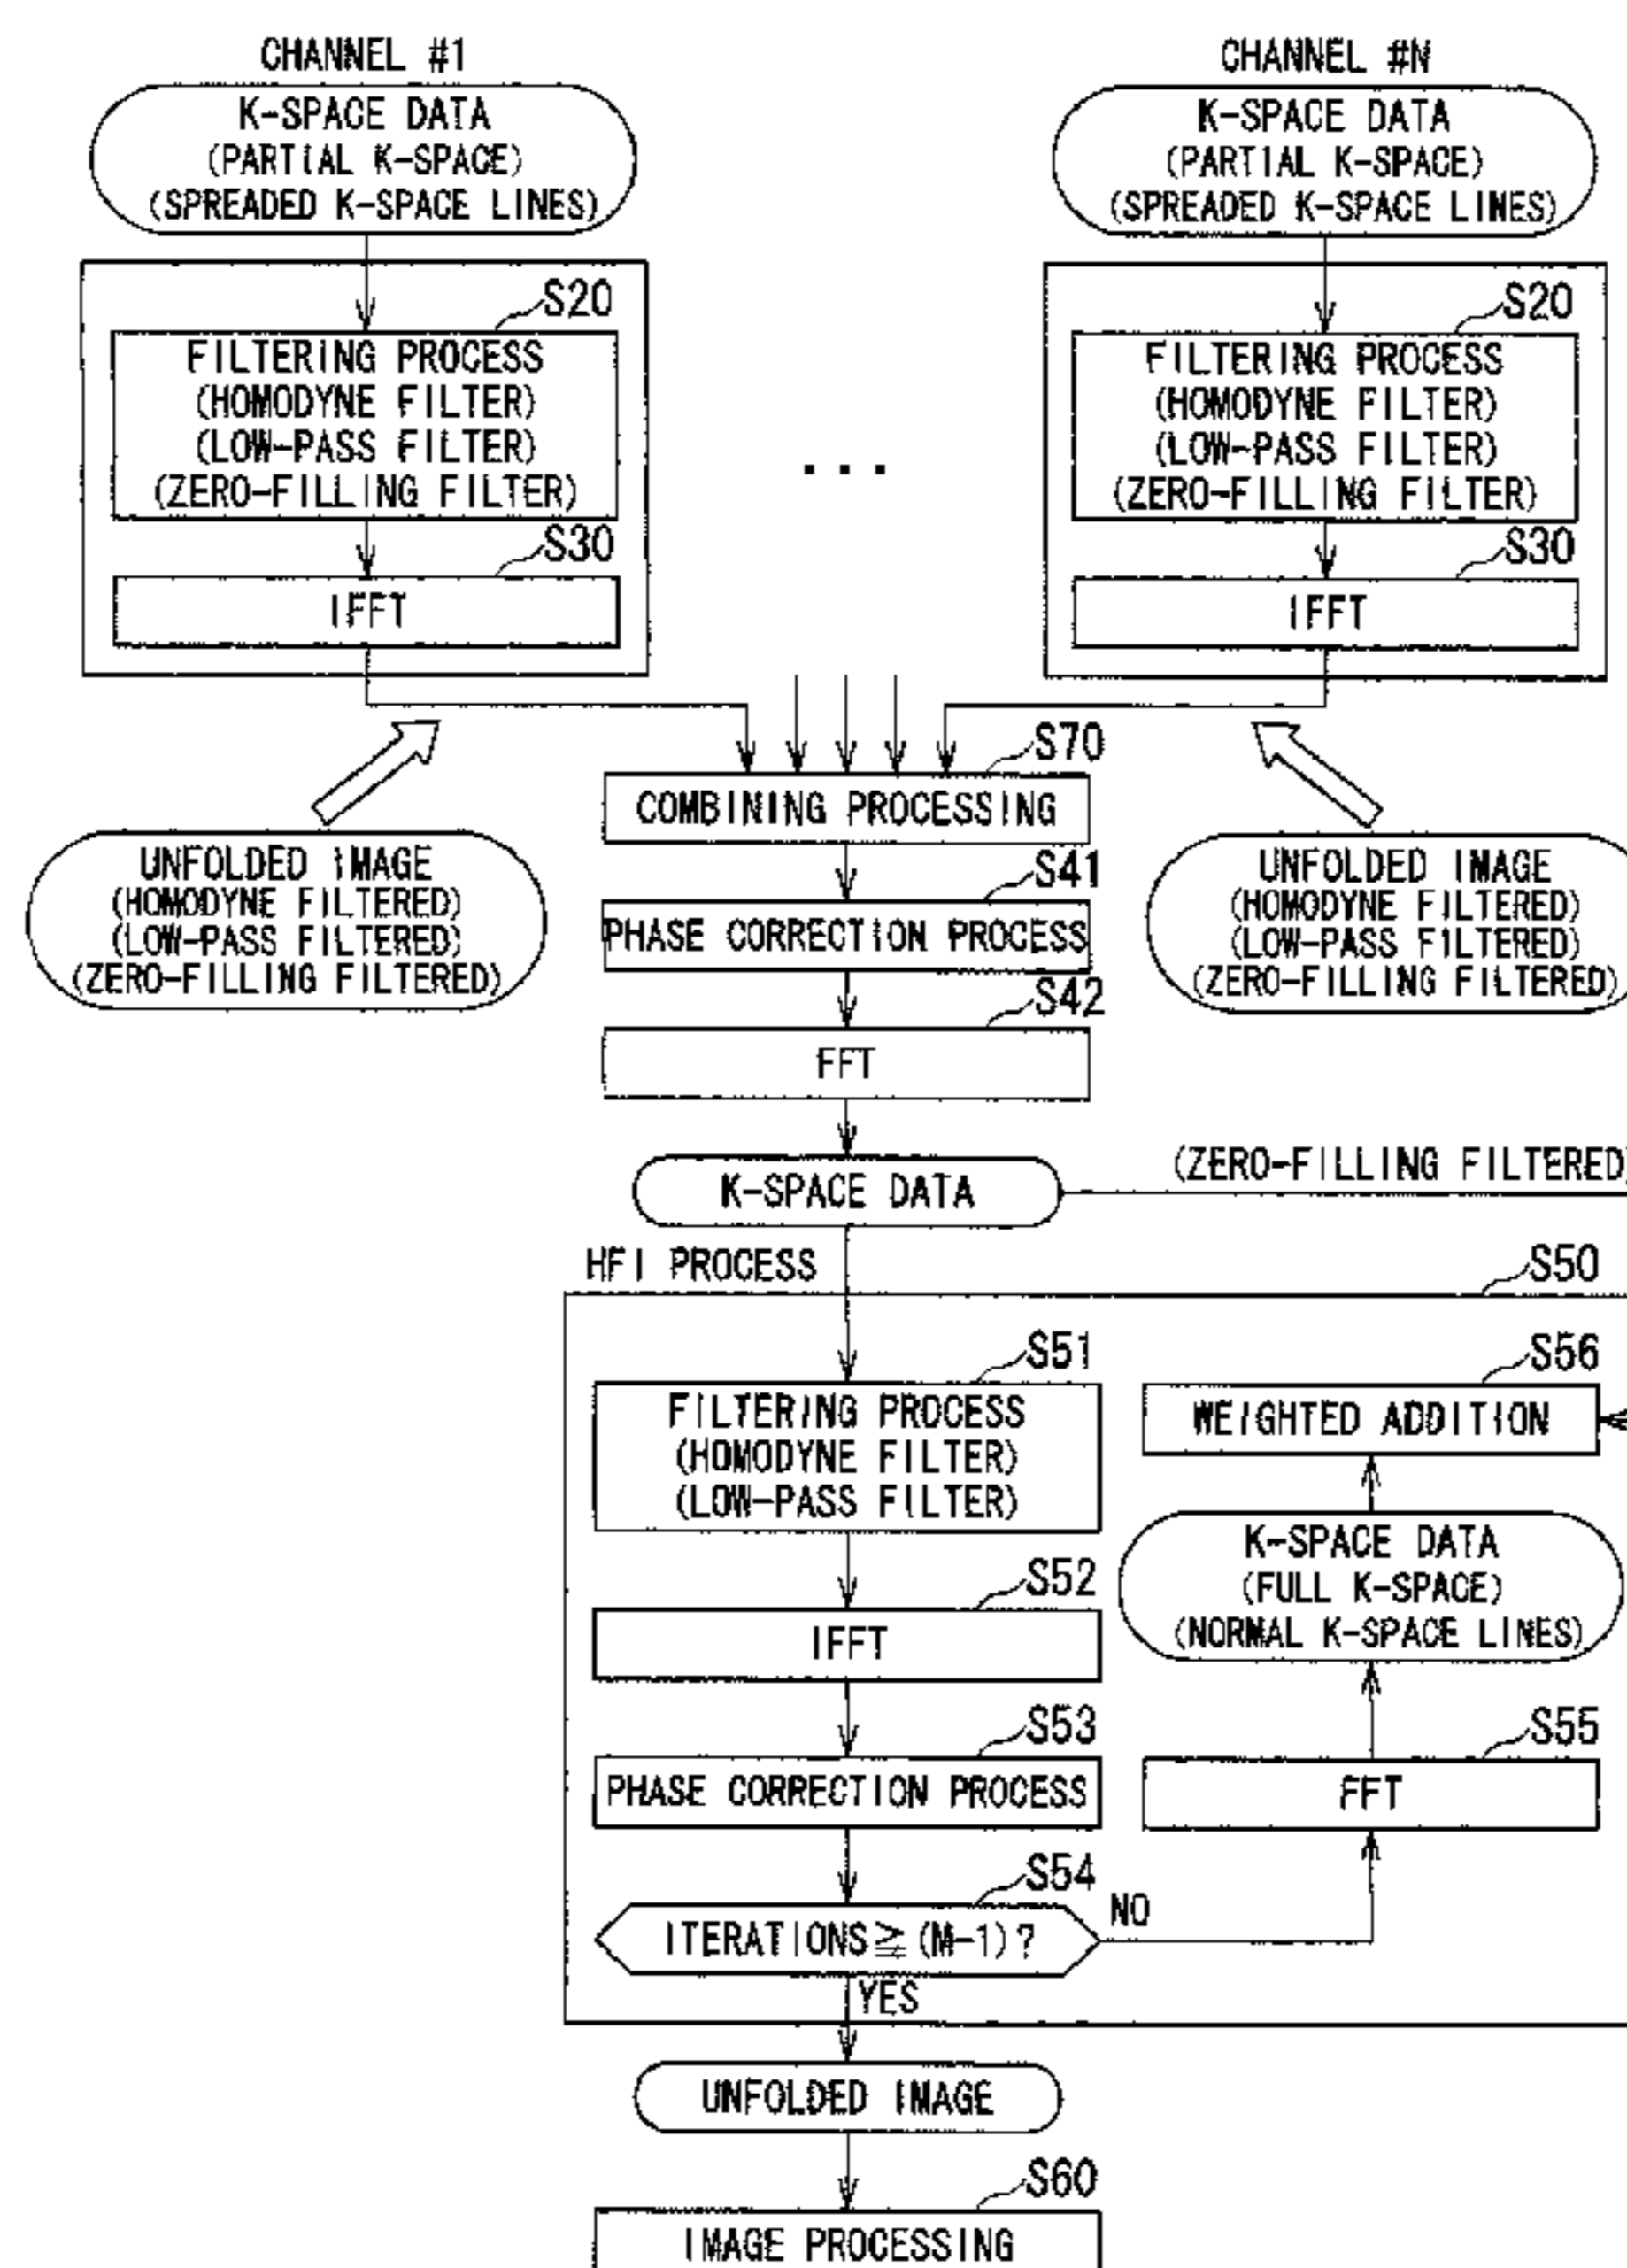 CHANNEL #1
K-SPACE DATA
(PARTIAL K-SPACE)
(SPREADED K-SPACE LINES)
S20
FILTERING PROCESS
(HOMODYNE FILTER)
(LOW-PASS FILTER)
(ZERO-FILLING FILTER)
S30
IFFT
UNFOLDED IMAGE
(HOMODYNE FILTERED)
(LOW-PASS FILTERED)
(ZERO-FILLING FILTERED)
...
CHANNEL #N
K-SPACE DATA
(PARTIAL K-SPACE)
(SPREADED K-SPACE LINES)
S20
FILTERING PROCESS
(HOMODYNE FILTER)
(LOW-PASS FILTER)
(ZERO-FILLING FILTER)
S30
IFFT
UNFOLDED IMAGE
(HOMODYNE FILTERED)
(LOW-PASS FILTERED)
(ZERO-FILLING FILTERED)
S70
COMBINING PROCESSING
S41
PHASE CORRECTION PROCESS
S42
FFT
K-SPACE DATA
(ZERO-FILLING FILTERED)
HFI PROCESS
S50
S51
FILTERING PROCESS
(HOMODYNE FILTER)
(LOW-PASS FILTER)
S52
IFFT
S53
PHASE CORRECTION PROCESS
S54
ITERATIONS≧(M-1)?
NO
YES
S56
WEIGHTED ADDITION
K-SPACE DATA
(FULL K-SPACE)
(NORMAL K-SPACE LINES)
S55
FFT
UNFOLDED IMAGE
S60
IMAGE PROCESSING